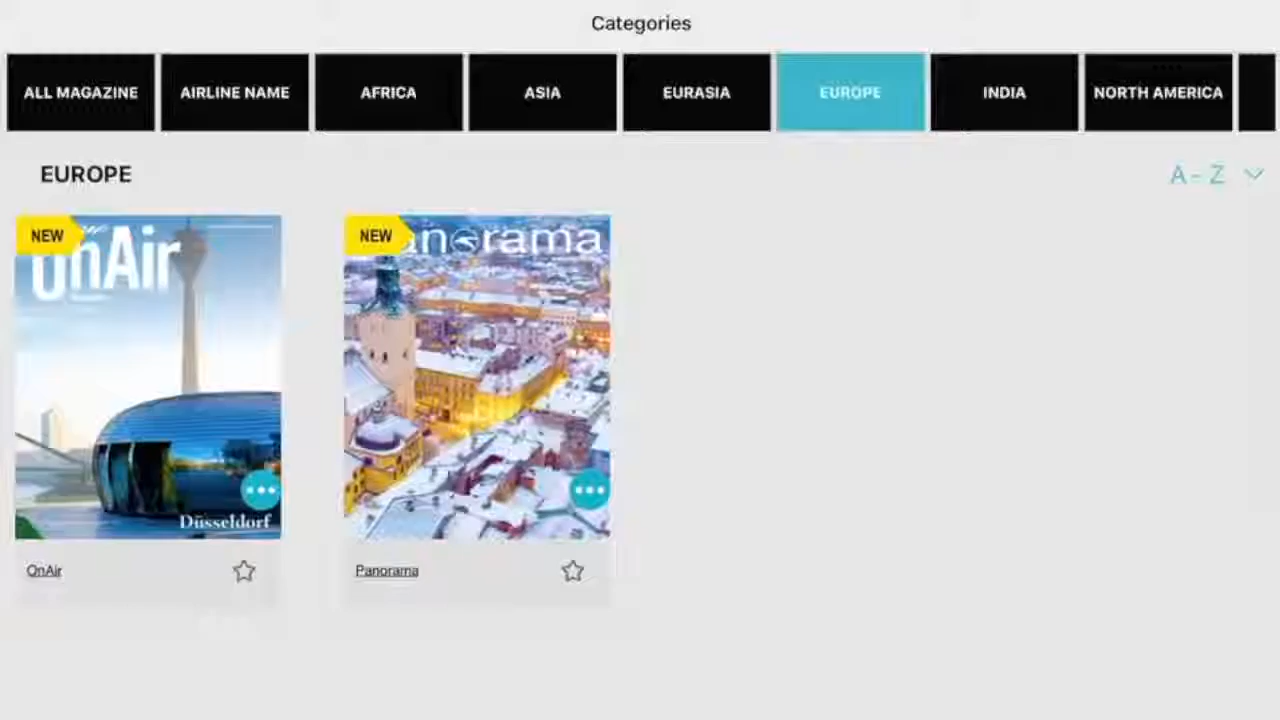 Categories
ALL MAGAZINE
AIRLINE NAME
AFRICA
ASIA
EURASIA
EUROPE
INDIA
NORTH AMERICA
EUROPE
A - Z
NEW
OnAir
Düsseldorf
OnAir
NEW
anorama
Panorama